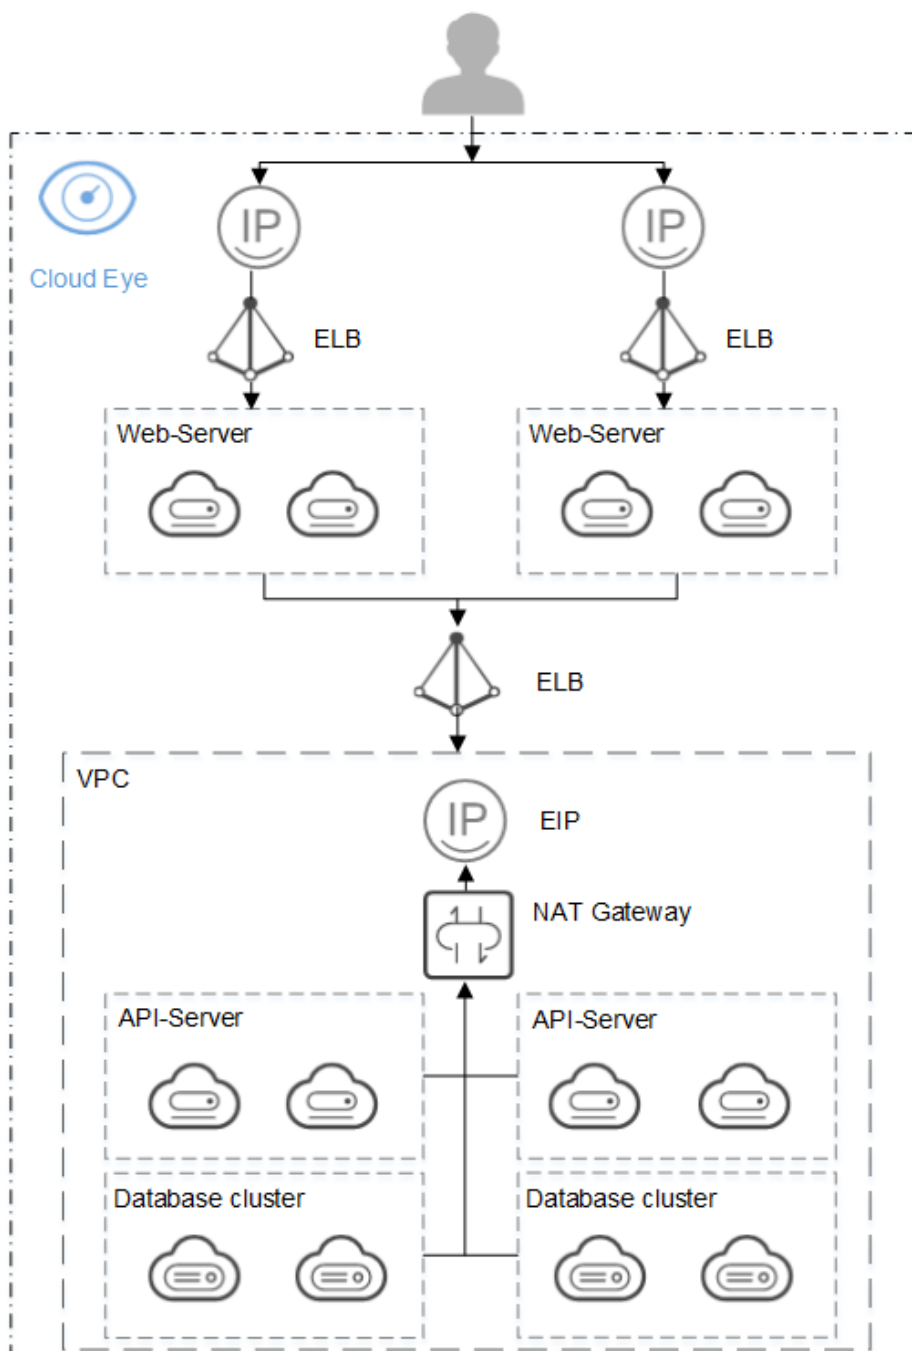 IP
IP
Cloud Eye
ELB
ELB
Web-Server
Web-Server
ELB
VPC
IP
EIP
NAT Gateway
API-Server
API-Server
Database cluster
Database cluster